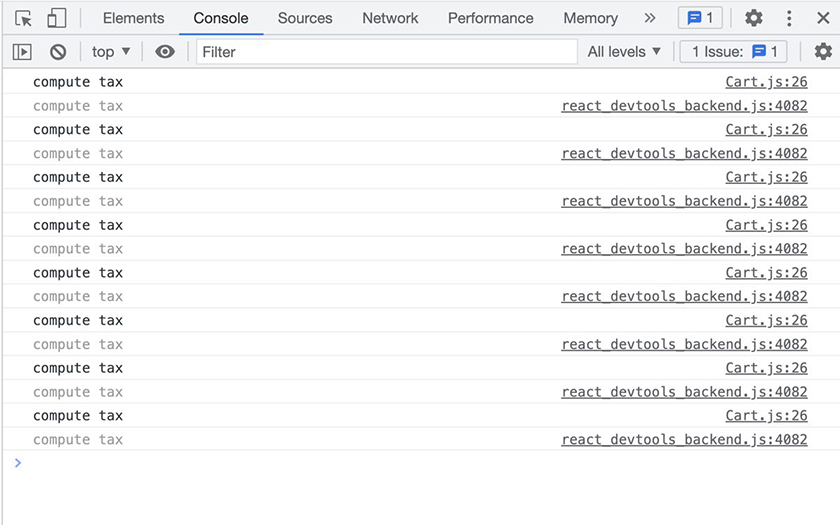 Elements Console Sources Network Performance Memory » 1
top ▼ Filter All levels ▼ 1 Issue: 1
compute tax Cart.js:26
compute tax react_devtools_backend.js:4082
compute tax Cart.js:26
compute tax react_devtools_backend.js:4082
compute tax Cart.js:26
compute tax react_devtools_backend.js:4082
compute tax Cart.js:26
compute tax react_devtools_backend.js:4082
compute tax Cart.js:26
compute tax react_devtools_backend.js:4082
compute tax Cart.js:26
compute tax react_devtools_backend.js:4082
compute tax Cart.js:26
compute tax react_devtools_backend.js:4082
compute tax Cart.js:26
compute tax react_devtools_backend.js:4082